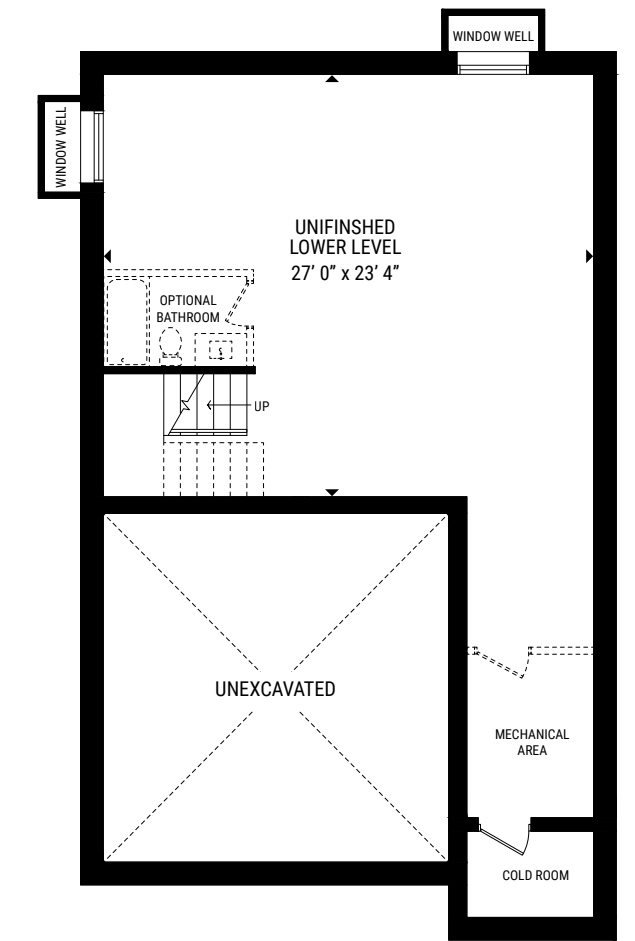 WINDOW WELL
WINDOW WELL
UNIFINSHED
LOWER LEVEL
27’ 0” x 23’ 4”
OPTIONAL
BATHROOM
UP
UNEXCAVATED
MECHANICAL
AREA
COLD ROOM